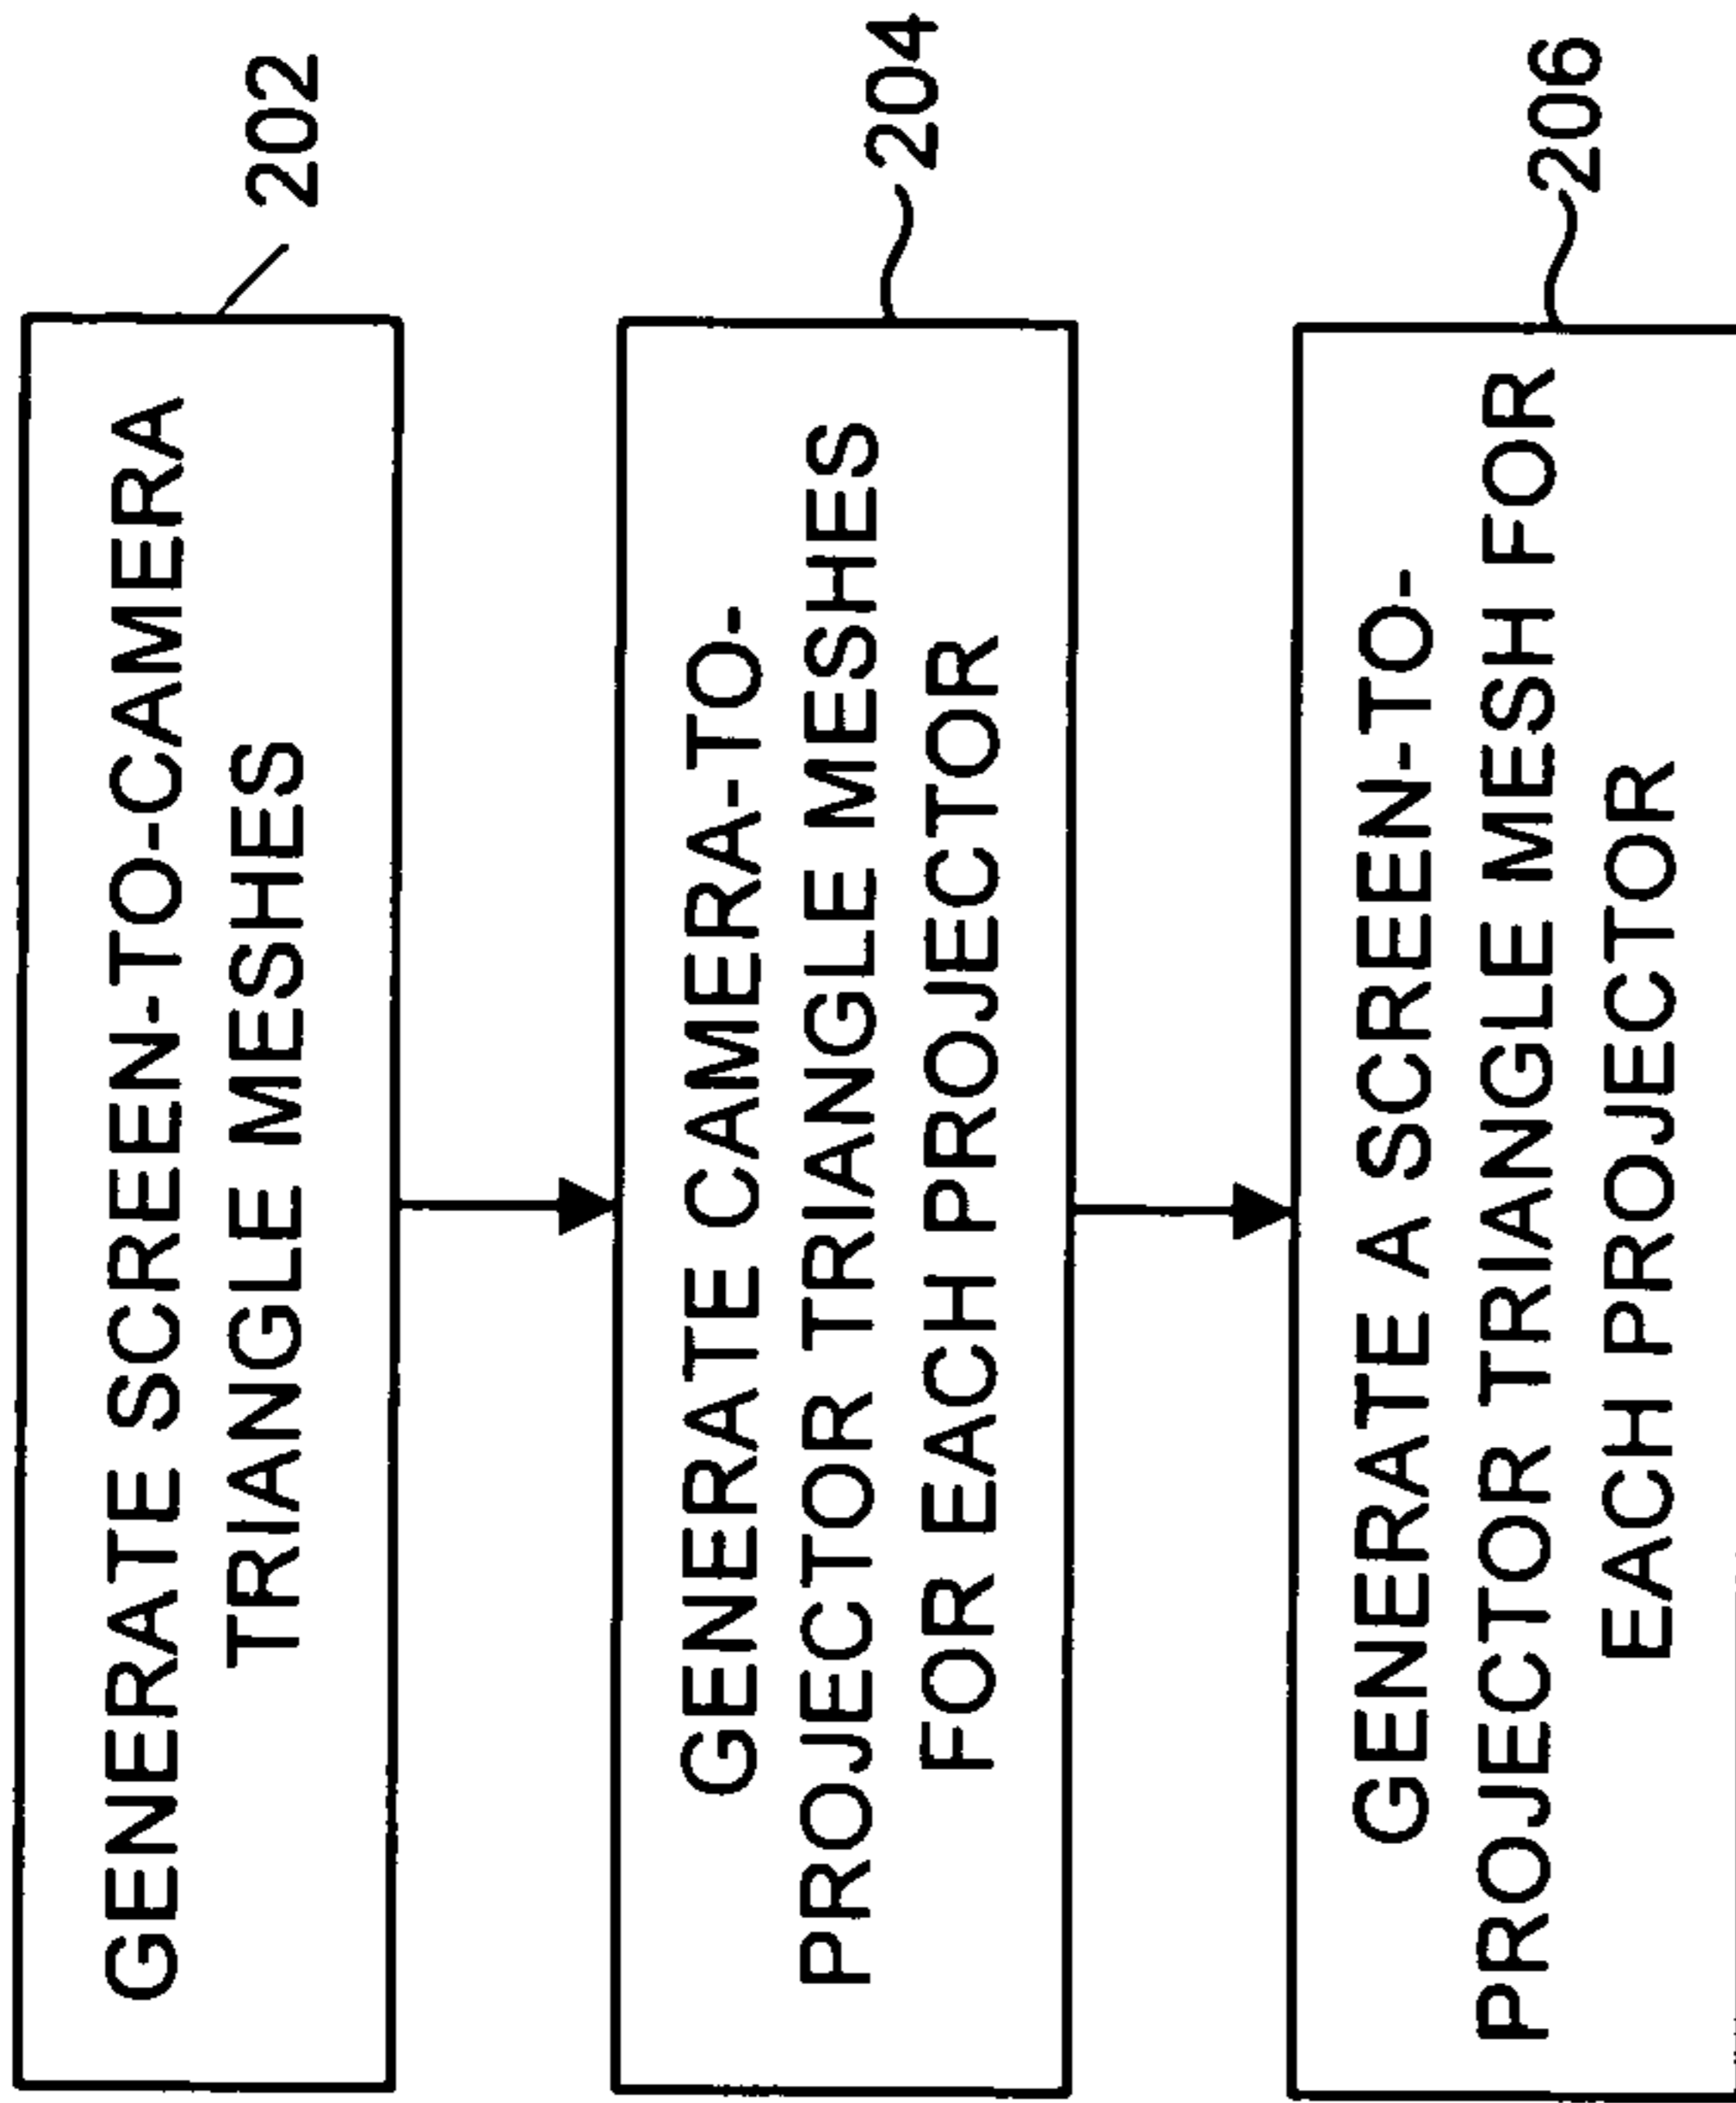 GENERATE SCREEN-TO-CAMERA
TRIANGLE MESHES
202
GENERATE CAMERA-TO-
PROJECTOR TRIANGLE MESHES
FOR EACH PROJECTOR
204
GENERATE A SCREEN-TO-
PROJECTOR TRIANGLE MESH FOR
EACH PROJECTOR
206